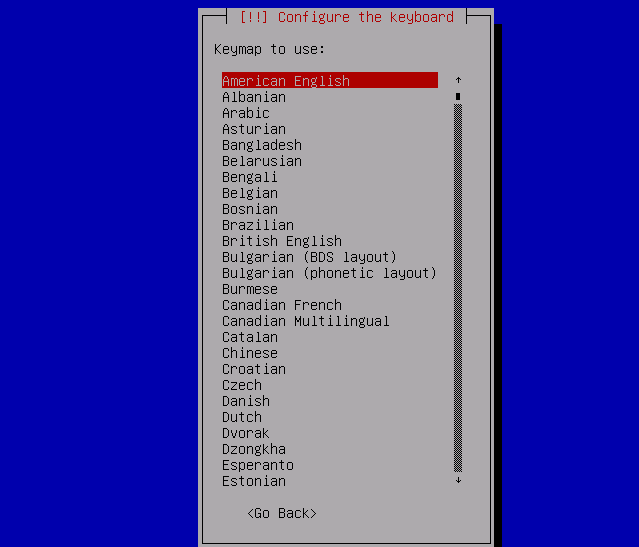 [!!] Configure the keyboard
Keymap to use:
American English
Albanian
Arabic
Asturian
Bangladesh
Belarusian
Bengali
Belgian
Bosnian
Brazilian
British English
Bulgarian (BDS layout)
Bulgarian (phonetic layout)
Burmese
Canadian French
Canadian Multilingual
Catalan
Chinese
Croatian
Czech
Danish
Dutch
Dvorak
Dzongkha
Esperanto
Estonian
<Go Back>